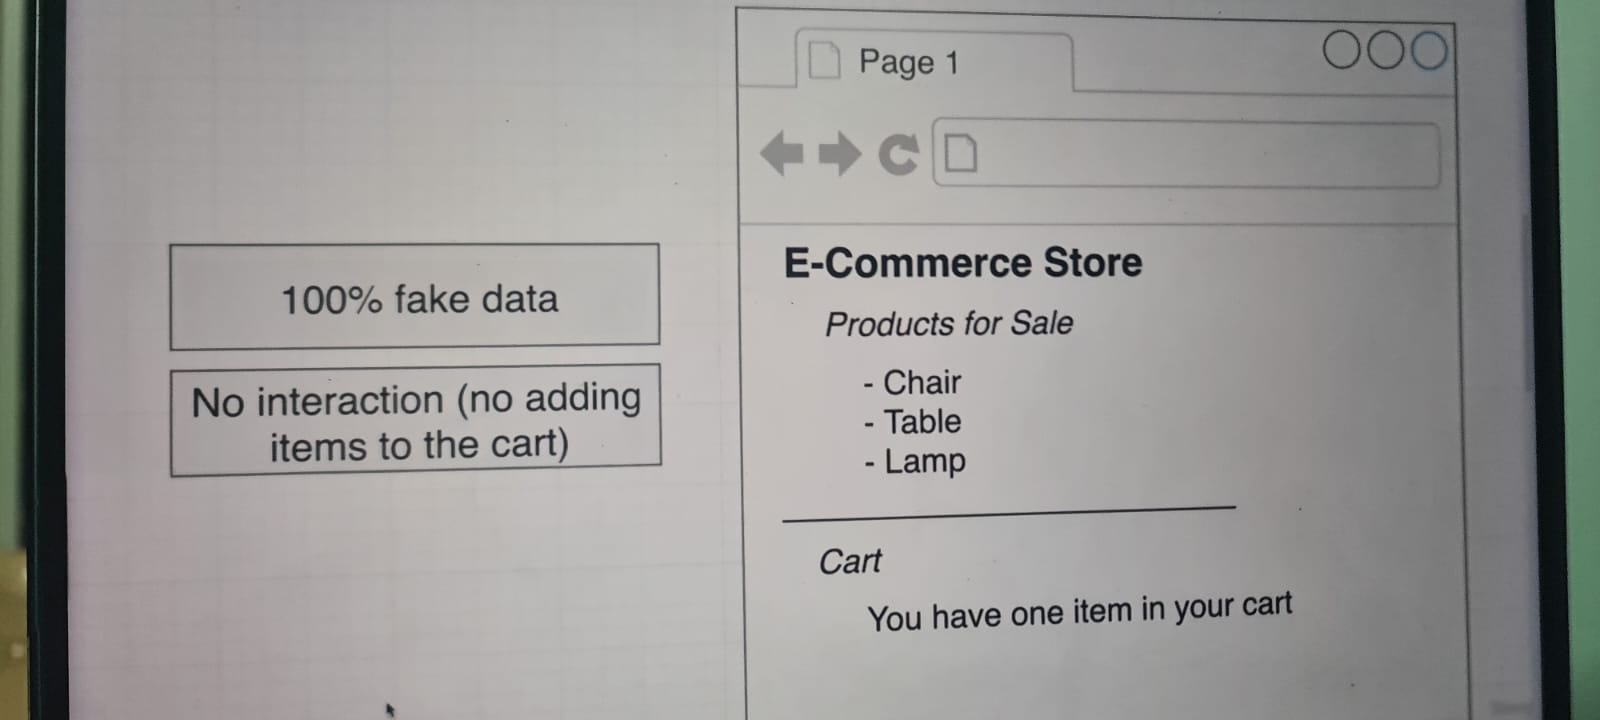 100% fake data
No interaction (no adding
items to the cart)
Page 1
E-Commerce Store
Products for Sale
- Chair
- Table
- Lamp
Cart
You have one item in your cart